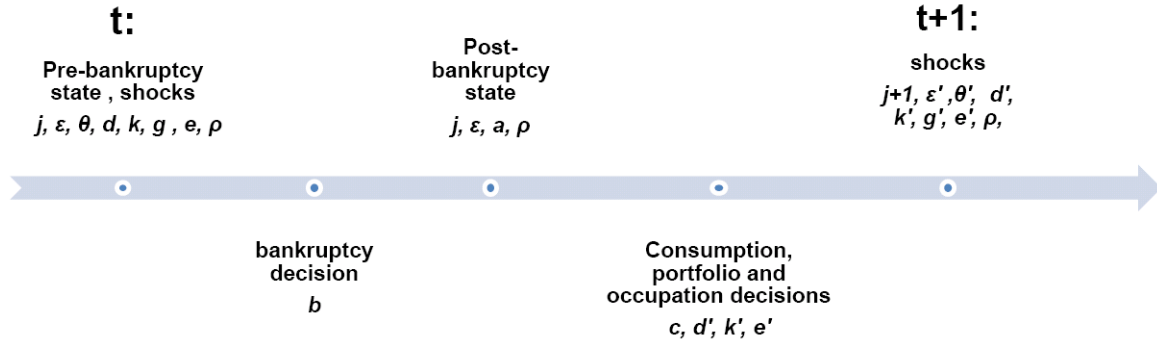 t:
Pre-bankruptcy
state , shocks
j, ε, θ, d, k, g , e, ρ
bankruptcy
decision
b
Post-
bankruptcy
state
j, ε, a, ρ
Consumption,
portfolio and
occupation decisions
c, d', k', e'
t+1:
shocks
j+1, ε' ,θ', d',
k', g', e', ρ,